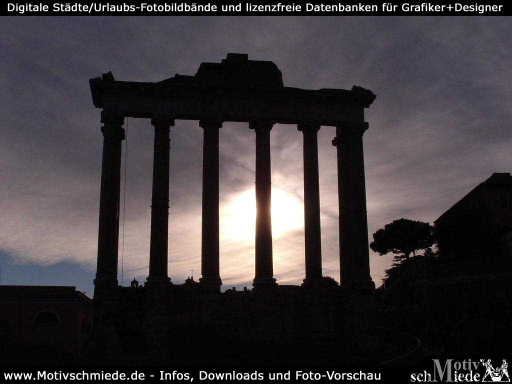 Digitale Städte/Urlaubs-Fotobildbände und lizenzfreie Datenbanken für Grafiker+Designer
www.Motivschmiede.de - Infos, Downloads und Foto-Vorschau
Motiv
schMiede